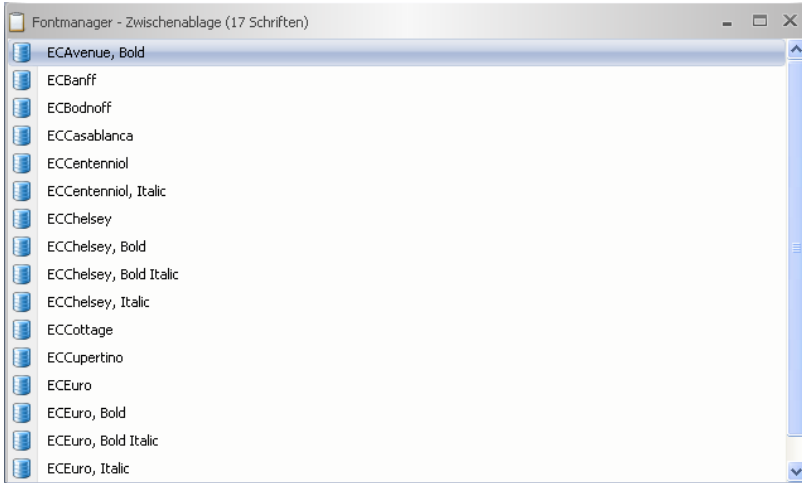 Fontmanager - Zwischenablage (17 Schriften)
ECAvenue, Bold
ECBanff
ECBodnoff
ECCasablanca
ECCentenniol
ECCentenniol, Italic
ECChelsey
ECChelsey, Bold
ECChelsey, Bold Italic
ECChelsey, Italic
ECCottage
ECCupertino
ECEuro
ECEuro, Bold
ECEuro, Bold Italic
ECEuro, Italic